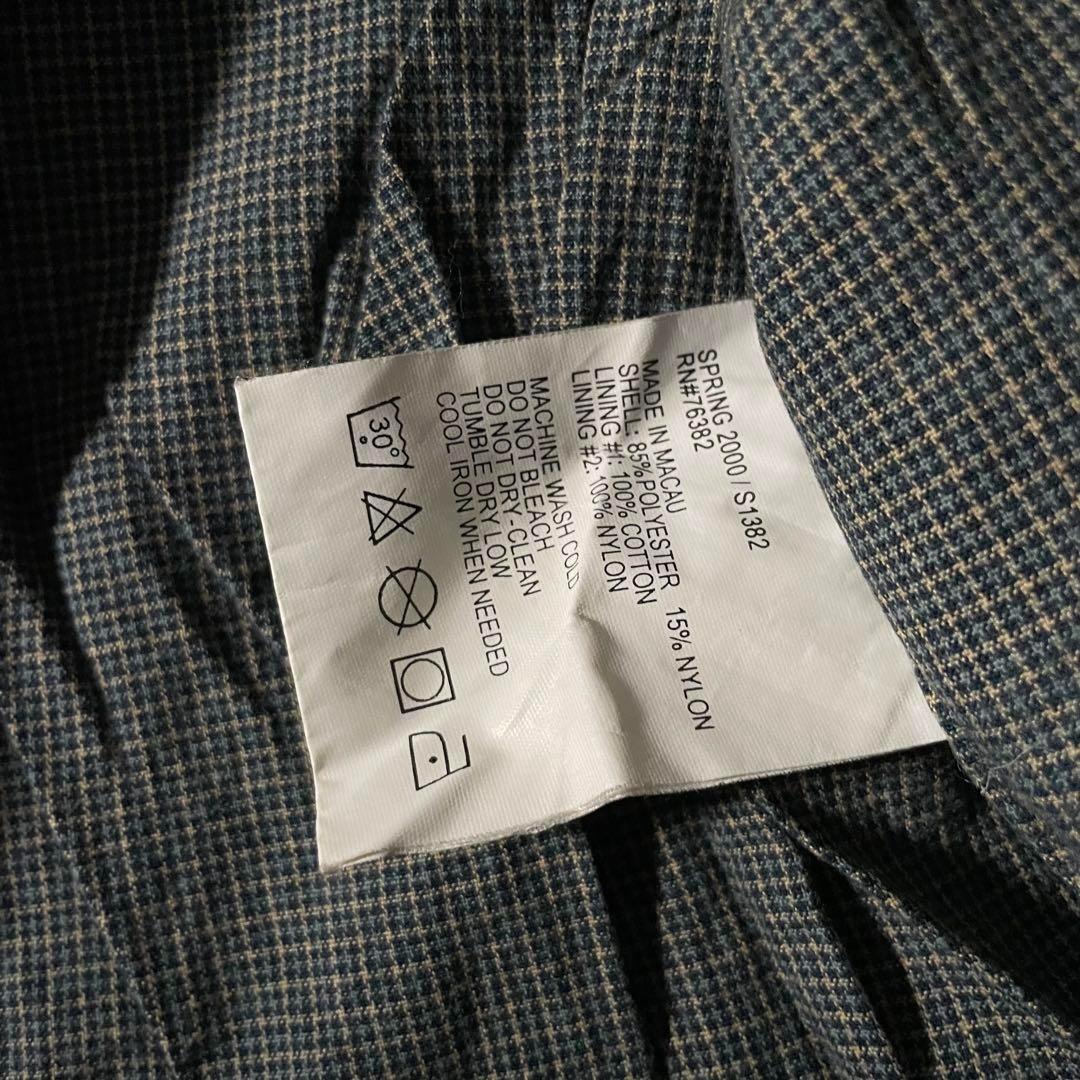 SPRING 2000 / S1382
RN#76382
MADE IN MACAU
SHELL: 85% POLYESTER 15% NYLON
LINING #1: 100% COTTON
LINING #2: 100% NYLON
MACHINE WASH COLD
DO NOT BLEACH
DO NOT DRY-CLEAN
TUMBLE DRY LOW
COOL IRON WHEN NEEDED
30°